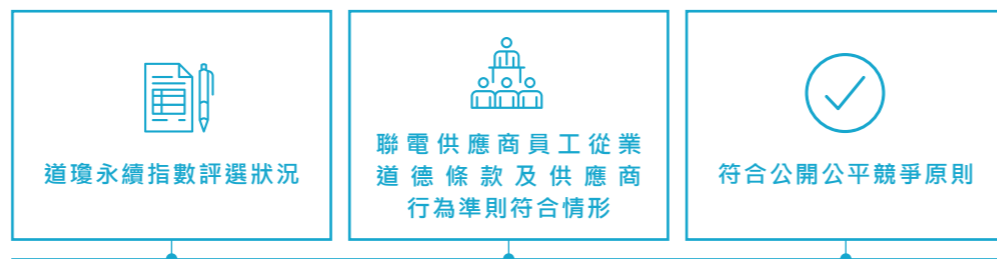 道瓊永續指數評選狀況
聯電供應商員工從業
道德條款及供應商
行為準則符合情形
符合公開公平競爭原則